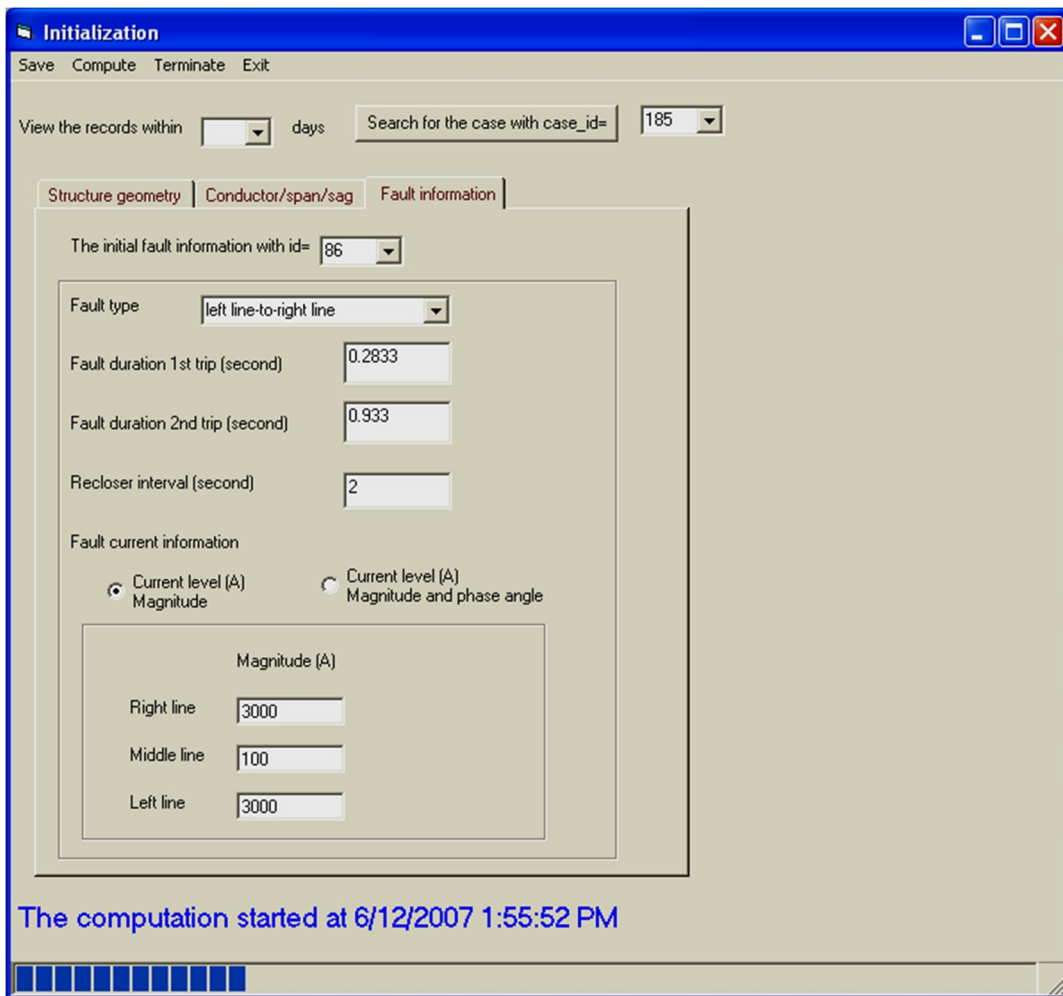 Initialization
Save Compute Terminate Exit
View the records within days Search for the case with case_id= 185
Structure geometry Conductor/span/sag Fault information
The initial fault information with id= 86
Fault type left line-to-right line
Fault duration 1st trip (second) 0.2833
Fault duration 2nd trip (second) 0.933
Recloser interval (second) 2
Fault current information
Current level (A)
Magnitude
Current level (A)
Magnitude and phase angle
Magnitude (A)
Right line 3000
Middle line 100
Left line 3000
The computation started at 6/12/2007 1:55:52 PM